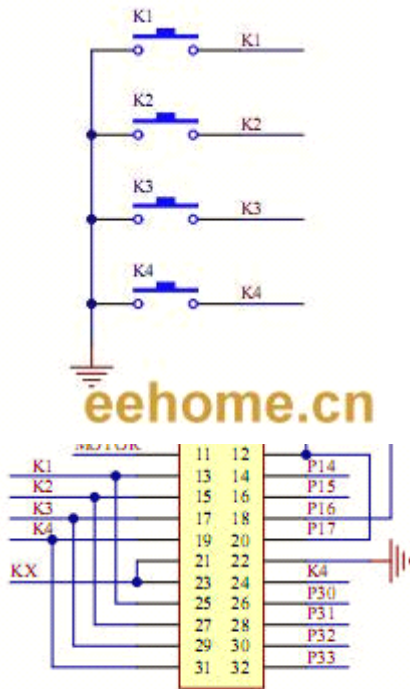 K1
K1
K2
K2
K3
K3
K4
K4
eehome.cn
MOTOR 11 12
K1 13 14 P14
K2 15 16 P15
K3 17 18 P16
K4 19 20 P17
21 22
KX 23 24 K4
25 26 P30
27 28 P31
29 30 P32
31 32 P33